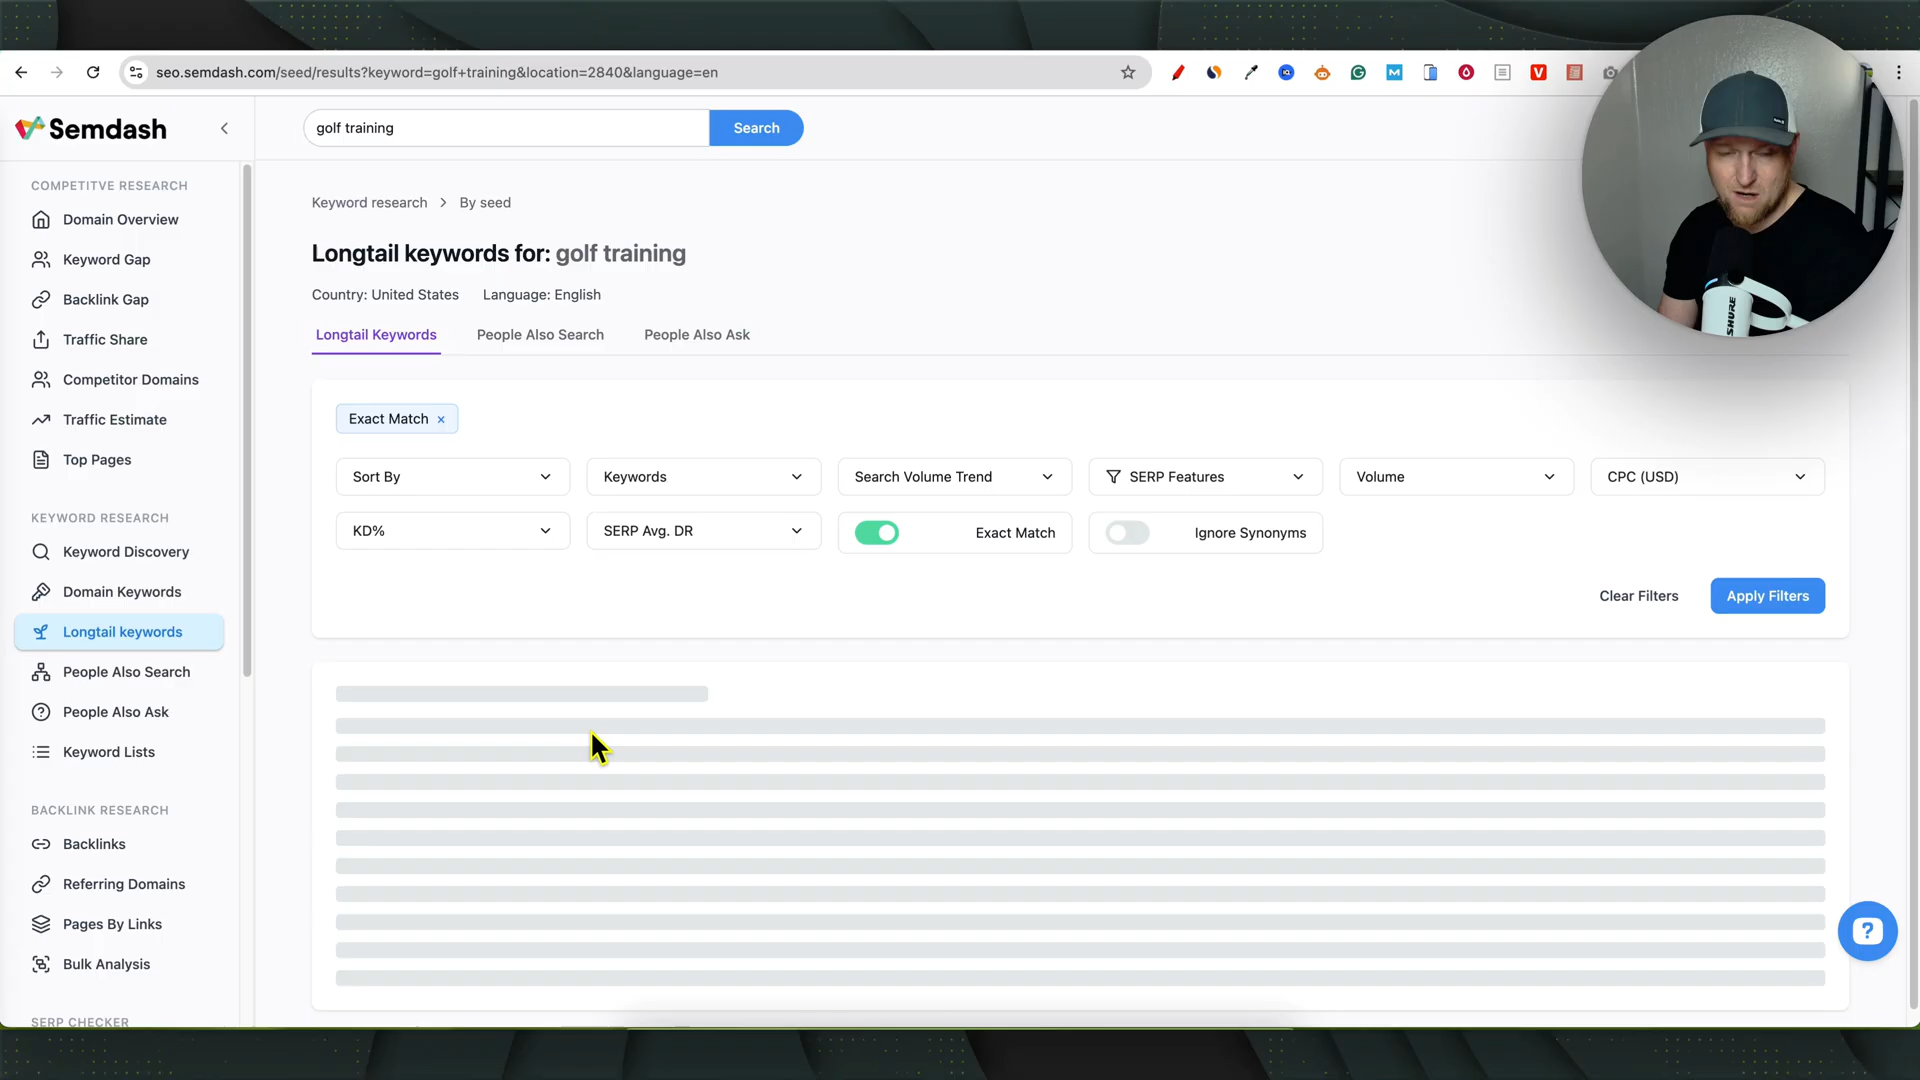 seo.semdash.com/seed/results?keyword=golf+training&location=2840&language=en
Semdash
golf training
Search
COMPETITVE RESEARCH
Domain Overview
Keyword Gap
Backlink Gap
Traffic Share
Competitor Domains
Traffic Estimate
Top Pages
KEYWORD RESEARCH
Keyword Discovery
Domain Keywords
Longtail keywords
People Also Search
People Also Ask
Keyword Lists
BACKLINK RESEARCH
Backlinks
Referring Domains
Pages By Links
Bulk Analysis
SERP CHECKER
Keyword research > By seed
Longtail keywords for: golf training
Country: United States Language: English
Longtail Keywords People Also Search People Also Ask
Exact Match ×
Sort By Keywords Search Volume Trend SERP Features Volume CPC (USD)
KD% SERP Avg. DR Exact Match Ignore Synonyms
Clear Filters Apply Filters
?
SHURE